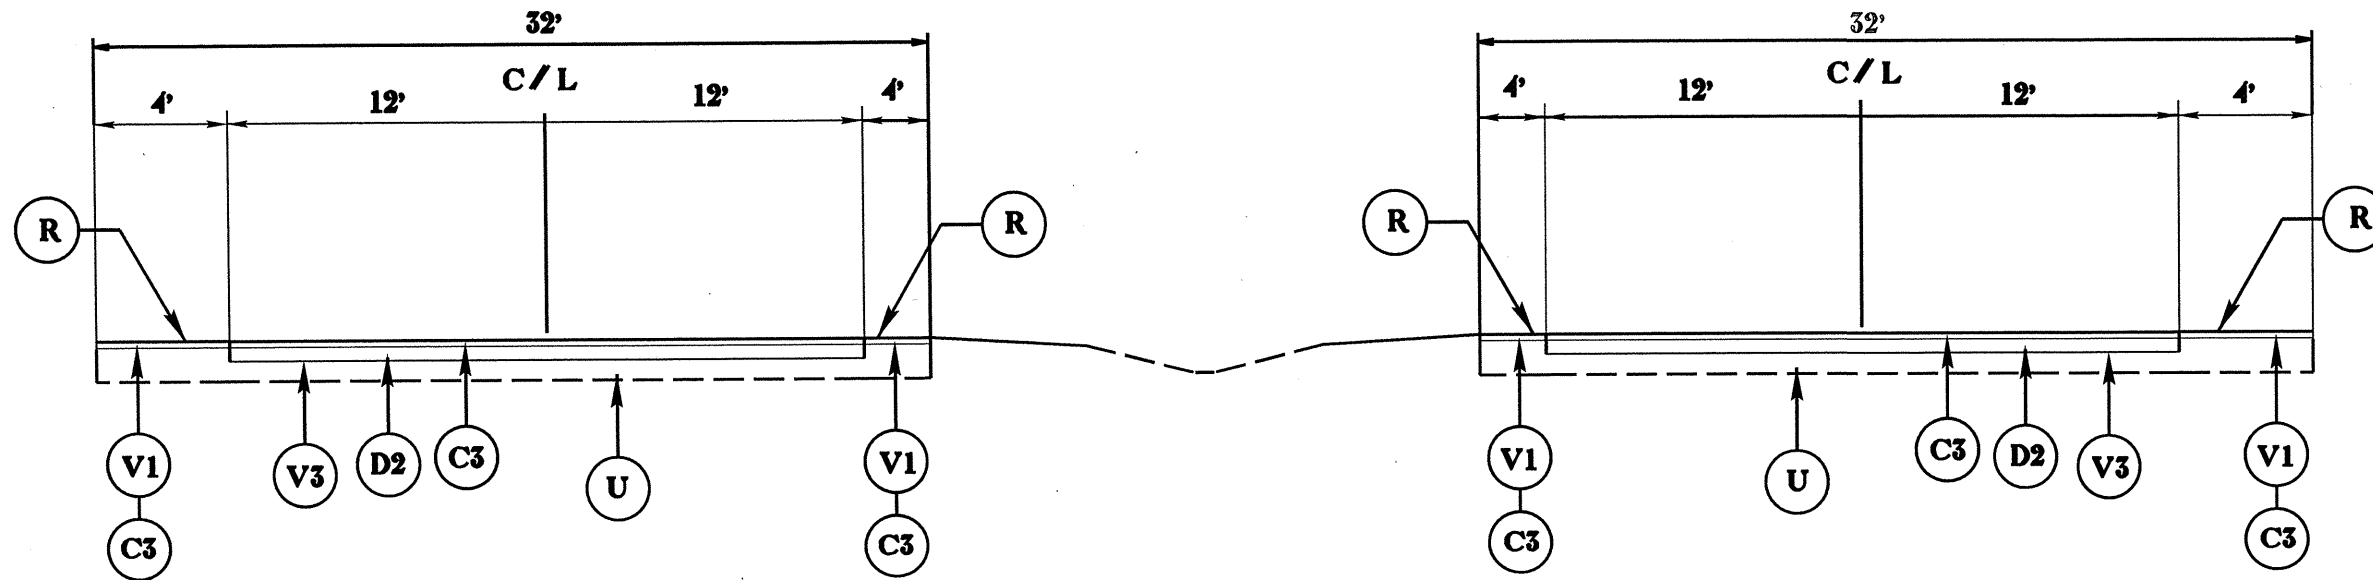 32' 32'
C/L C/L
4' 12' 12' 4' 4' 12' 12' 4'
R R R R
V1 V3 D2 C3 U V1 V1 U C3 D2 V3 V1
C3 C3 C3 C3